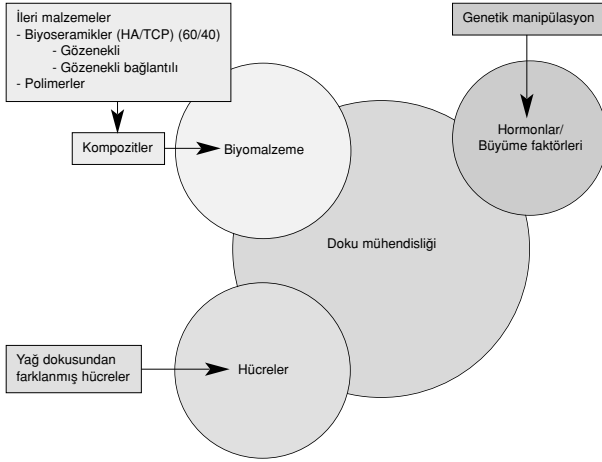 İleri malzemeler
- Biyoseramikler (HA/TCP) (60/40)
- Gözenekli
- Gözenekli bağlantılı
- Polimerler
Genetik manipülasyon
Kompozitler
Biyomalzeme
Hormonlar/
Büyüme faktörleri
Doku mühendisliği
Yağ dokusundan
farklanmış hücreler
Hücreler